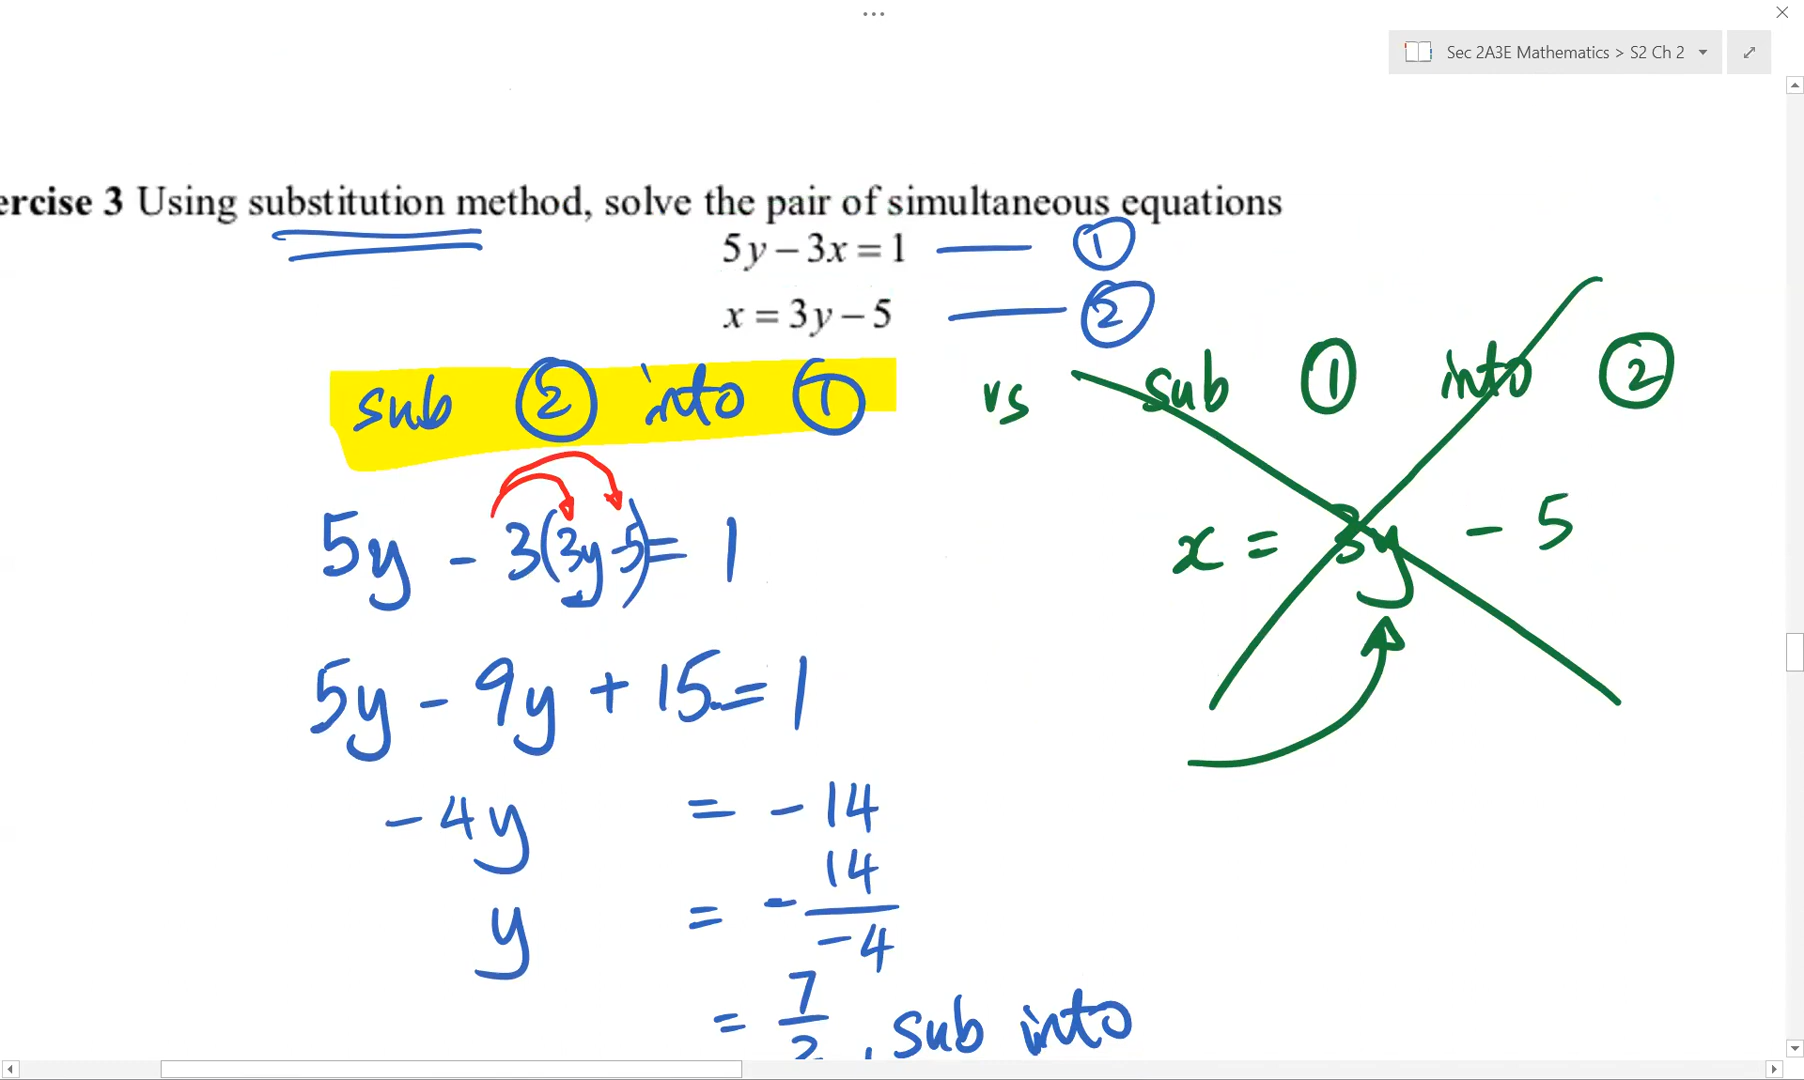 Sec 2A3E Mathematics > S2 Ch 2
ercise 3 Using substitution method, solve the pair of simultaneous equations
5y – 3x = 1 —— ①
x = 3y – 5 —— ②
sub ② into ① vs sub ① into ②
5y - 3(3y-5) = 1
x = 3y - 5
5y - 9y + 15 = 1
-4y = -14
y = - 14/-4
= 7/2, sub into